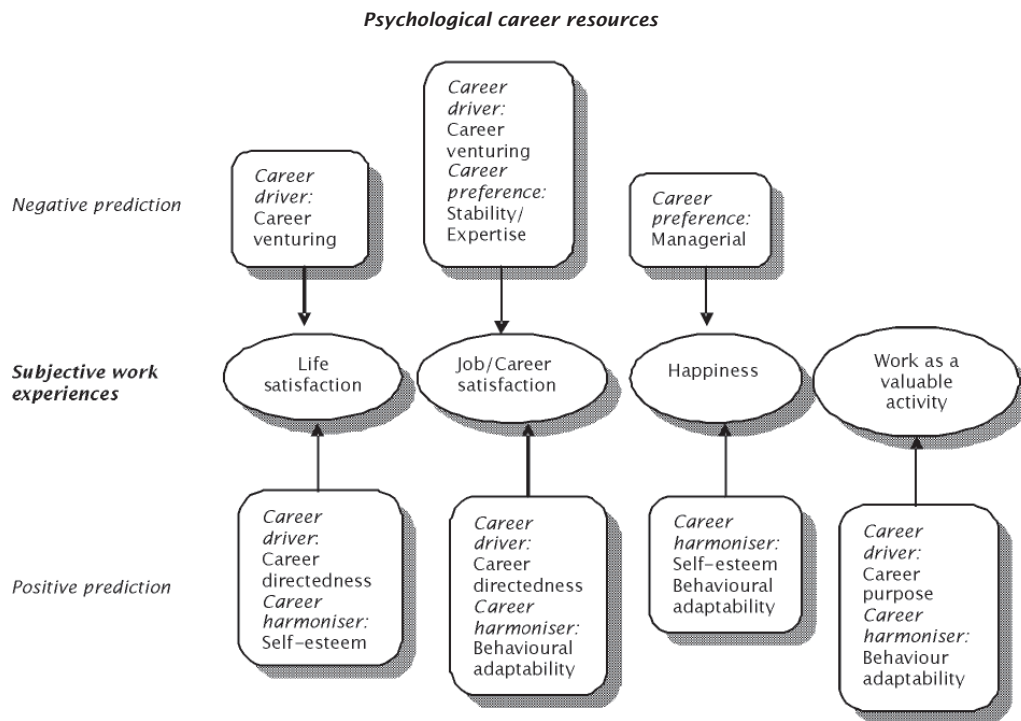 Psychological career resources
Negative prediction
Career
driver:
Career
venturing
Career
driver:
Career
venturing
Career
preference:
Stability/
Expertise
Career
preference:
Managerial
Subjective work
experiences
Life
satisfaction
Job/Career
satisfaction
Happiness
Work as a
valuable
activity
Positive prediction
Career
driver:
Career
directedness
Career
harmoniser:
Self-esteem
Career
driver:
Career
directedness
Career
harmoniser:
Behavioural
adaptability
Career
harmoniser:
Self-esteem
Behavioural
adaptability
Career
driver:
Career
purpose
Career
harmoniser:
Behaviour
adaptability